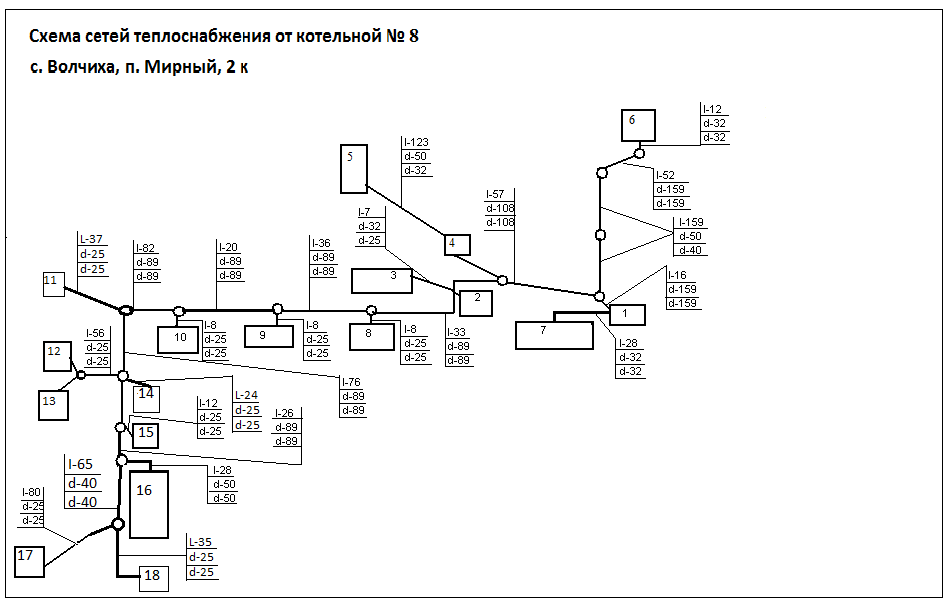 Схема сетей теплоснабжения от котельной № 8
с. Волчиха, п. Мирный, 2 к
6
l-12
d-32
d-32
5
l-123
d-50
d-32
l-52
d-159
d-159
l-57
d-108
d-108
l-7
d-32
d-25
l-159
d-50
d-40
4
L-37
d-25
d-25
l-82
d-89
d-89
l-20
d-89
d-89
l-36
d-89
d-89
3
l-16
d-159
d-159
11
2
1
10
l-8
d-25
d-25
9
l-8
d-25
d-25
8
l-8
d-25
d-25
l-33
d-89
d-89
7
l-28
d-32
d-32
l-56
d-25
d-25
12
13
14
l-76
d-89
d-89
L-24
d-25
d-25
l-12
d-25
d-25
l-26
d-89
d-89
15
l-65
d-40
d-40
16
l-28
d-50
d-50
l-80
d-25
d-25
17
L-35
d-25
d-25
18